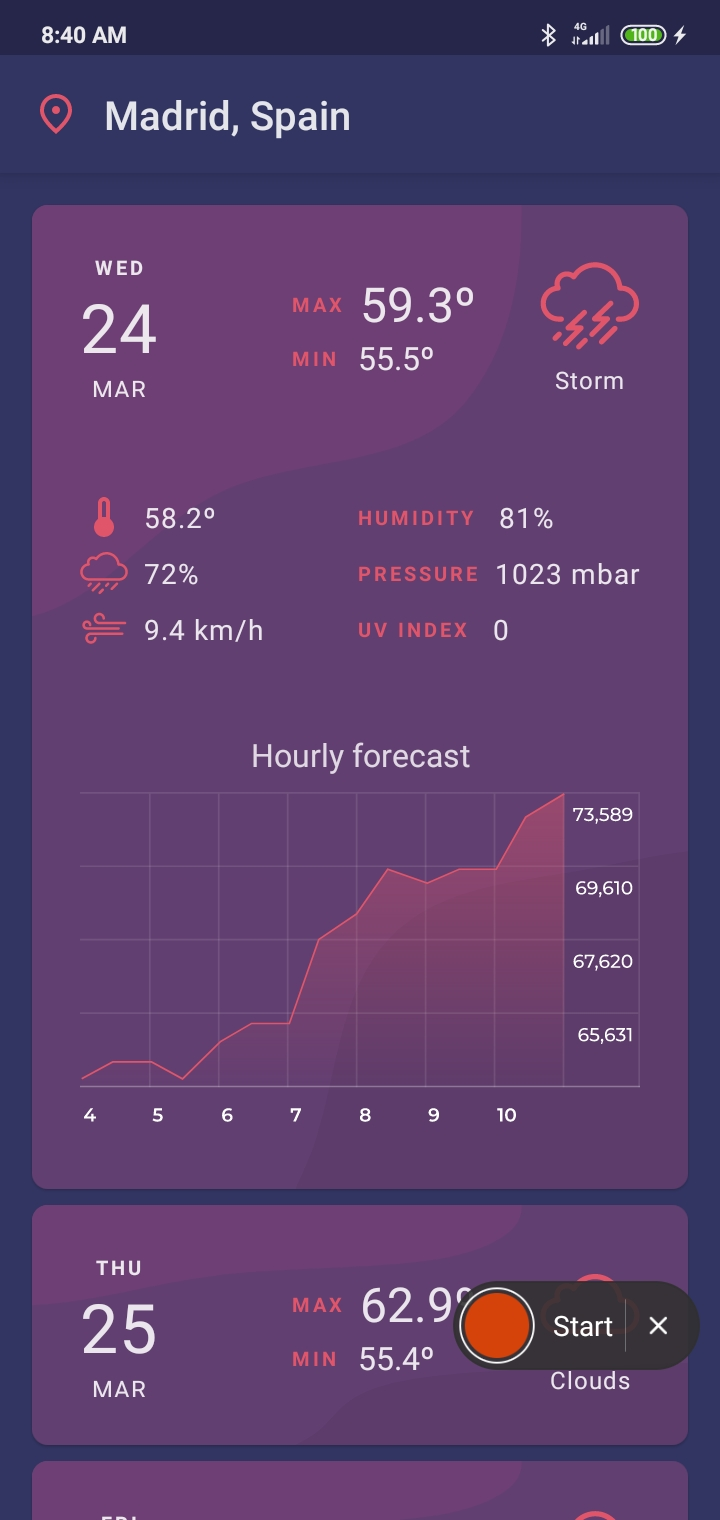 8:40 AM 4G 100
Madrid, Spain
WED
24
MAR
MAX 59.3º
MIN 55.5º
Storm
58.2º HUMIDITY 81%
72% PRESSURE 1023 mbar
9.4 km/h UV INDEX 0
Hourly forecast
73,589
69,610
67,620
65,631
4 5 6 7 8 9 10
THU
25
MAR
MAX 62.9º
MIN 55.4º
Start
Clouds